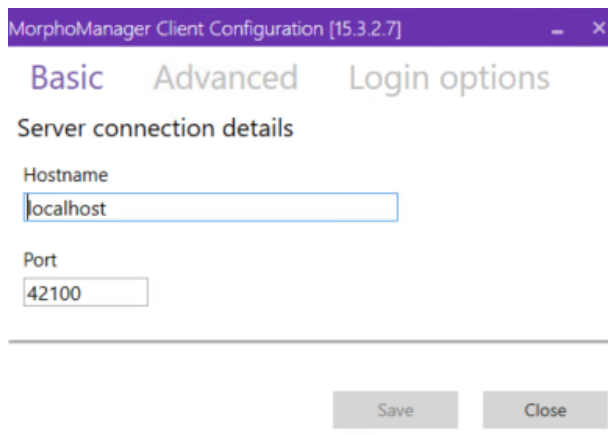 MorphoManager Client Configuration [15.3.2.7]
Basic Advanced Login options
Server connection details
Hostname
localhost
Port
42100
Save Close